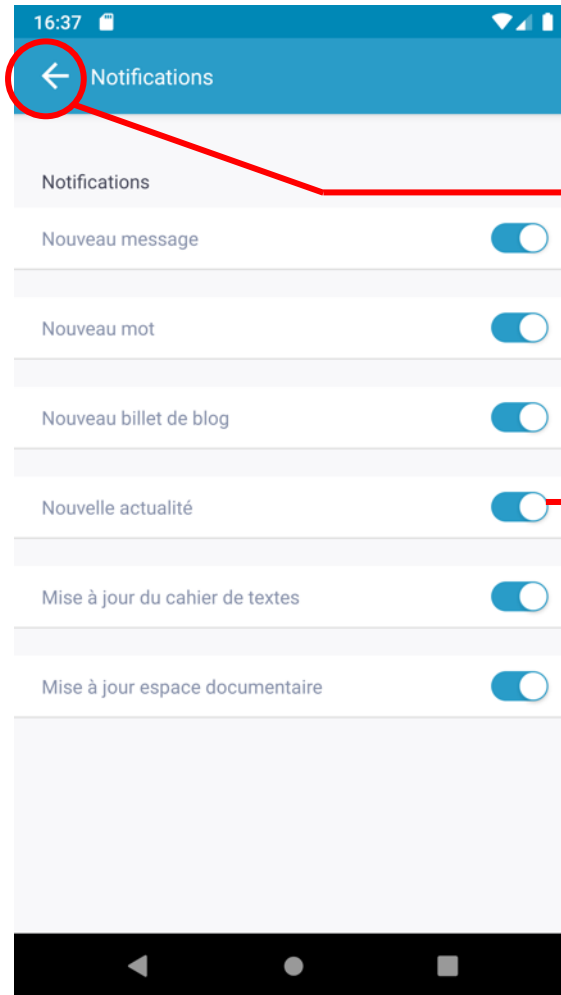 16:37
Notifications
Notifications
Nouveau message
Nouveau mot
Nouveau billet de blog
Nouvelle actualité
Mise à jour du cahier de textes
Mise à jour espace documentaire